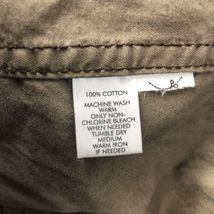 100% COTTON
MACHINE WASH
WARM
ONLY NON-
CHLORINE BLEACH
WHEN NEEDED
TUMBLE DRY
MEDIUM
WARM IRON
IF NEEDED